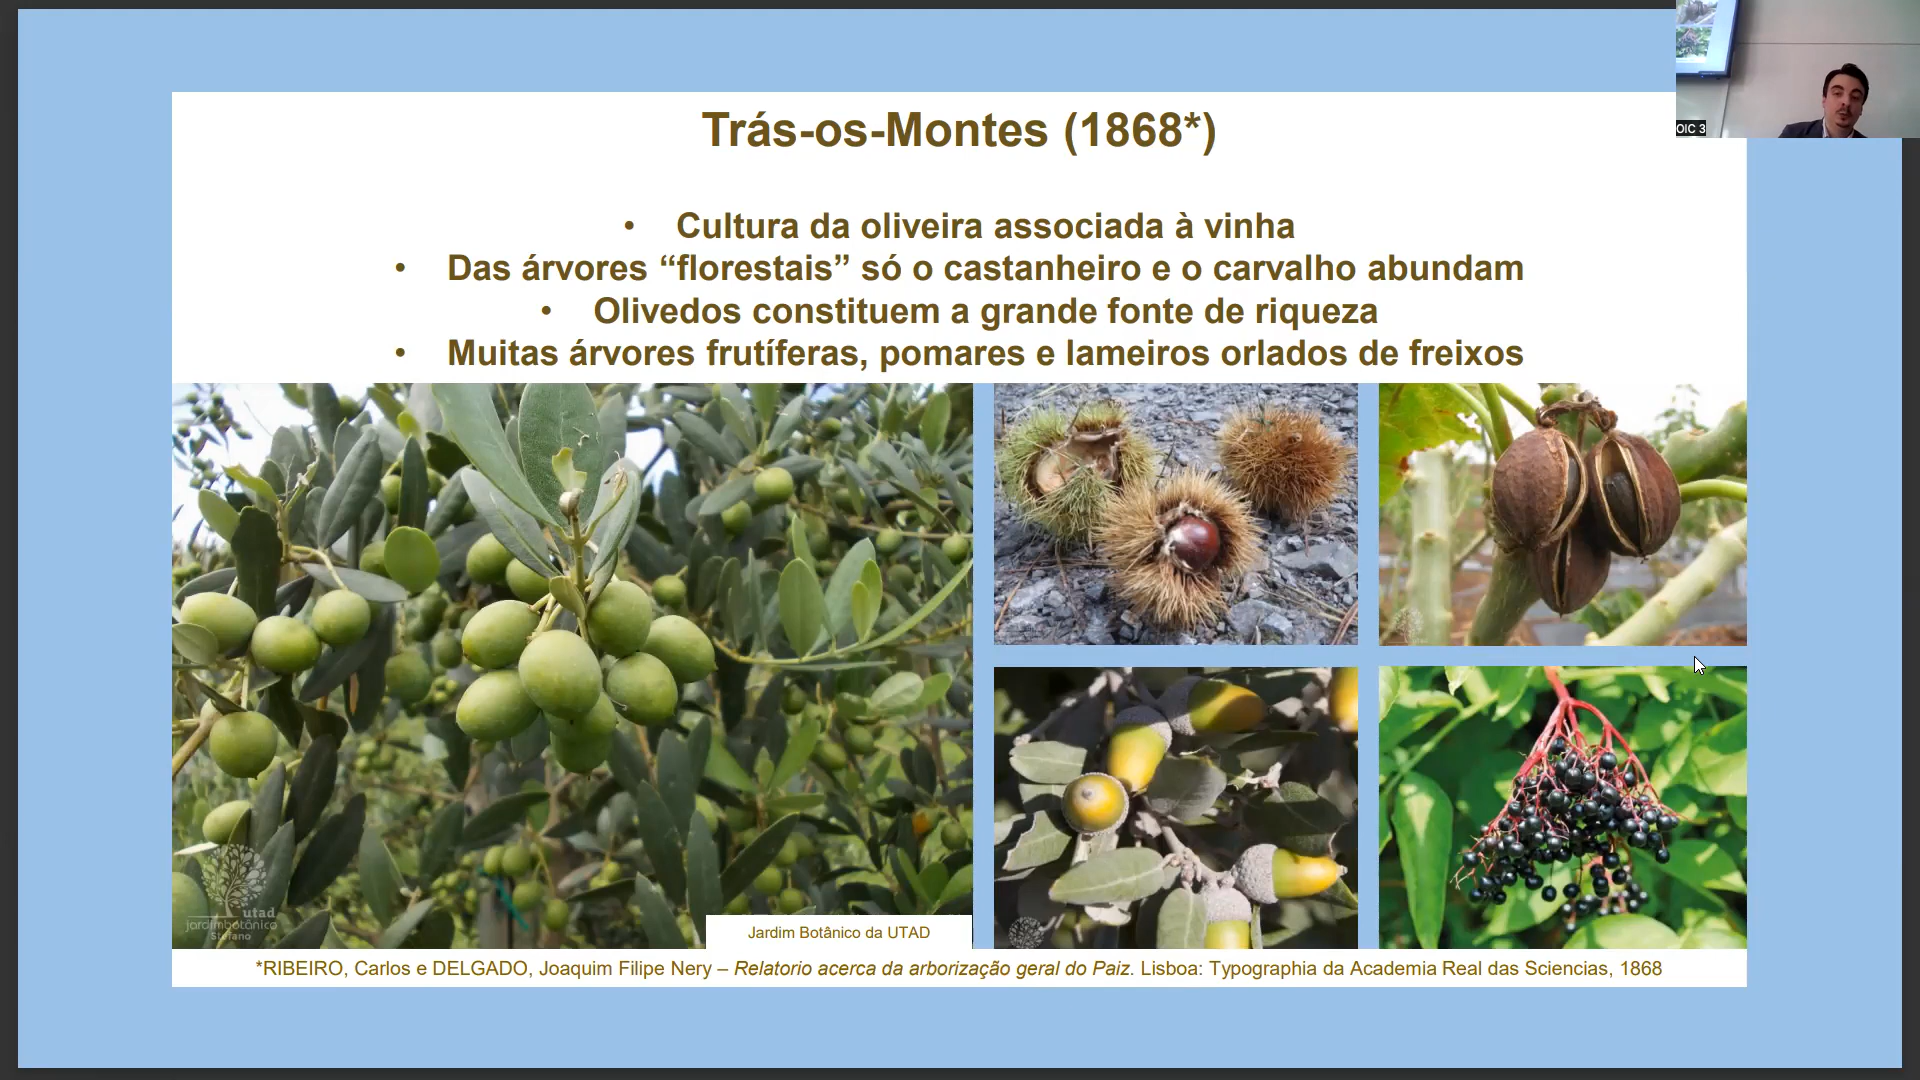 OIC 3
Trás-os-Montes (1868*)
• Cultura da oliveira associada à vinha
• Das árvores “florestais” só o castanheiro e o carvalho abundam
• Olivedos constituem a grande fonte de riqueza
• Muitas árvores frutíferas, pomares e lameiros orlados de freixos
utad
jardimbotânico
Stefano
Jardim Botânico da UTAD
*RIBEIRO, Carlos e DELGADO, Joaquim Filipe Nery – Relatorio acerca da arborização geral do Paiz. Lisboa: Typographia da Academia Real das Sciencias, 1868